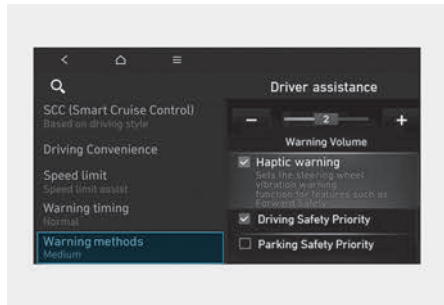 Driver assistance
SCC (Smart Cruise Control)
Based on driving style
Driving Convenience
Speed limit
Speed limit assist
Warning timing
Normal
Warning methods
Medium
2
Warning Volume
Haptic warning
Sets the steering wheel
vibration warning
function for features such as
Forward Safety
Driving Safety Priority
Parking Safety Priority